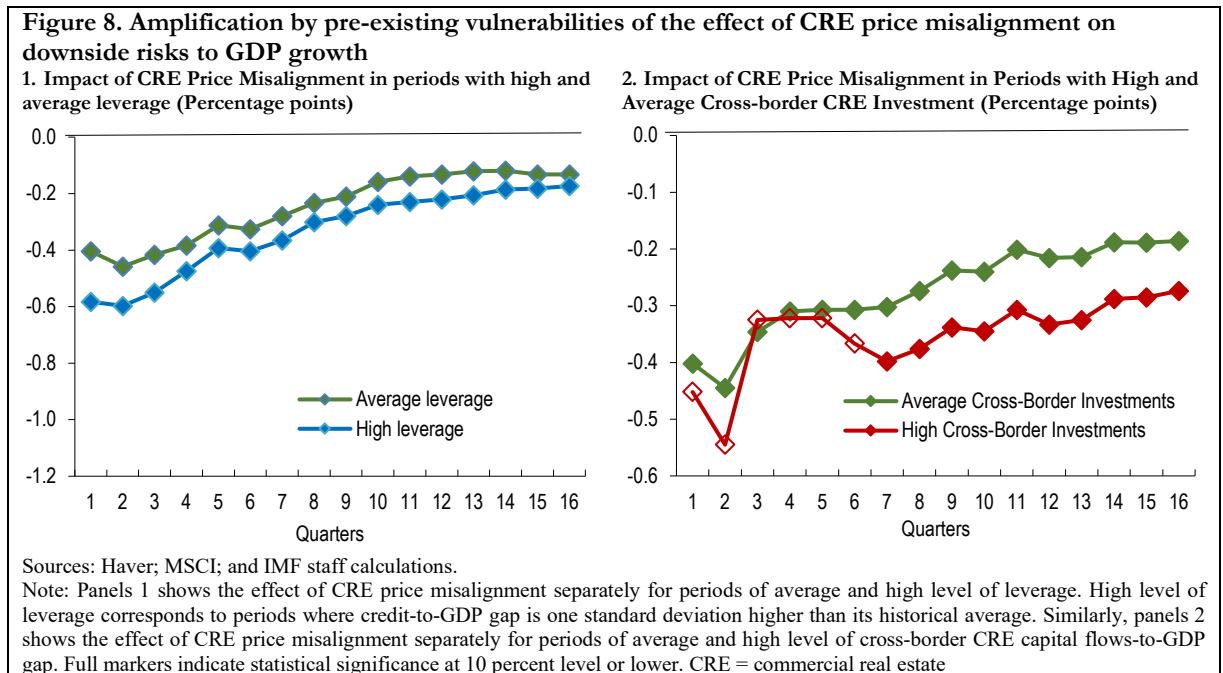 Figure 8. Amplification by pre-existing vulnerabilities of the effect of CRE price misalignment on
downside risks to GDP growth
1. Impact of CRE Price Misalignment in periods with high and
average leverage (Percentage points)
0.0
-0.2
-0.4
-0.6
-0.8
-1.0
-1.2
Average leverage
High leverage
1 2 3 4 5 6 7 8 9 10 11 12 13 14 15 16
Quarters
2. Impact of CRE Price Misalignment in Periods with High and
Average Cross-border CRE Investment (Percentage points)
0.0
-0.1
-0.2
-0.3
-0.4
-0.5
-0.6
Average Cross-Border Investments
High Cross-Border Investments
1 2 3 4 5 6 7 8 9 10 11 12 13 14 15 16
Quarters
Sources: Haver; MSCI; and IMF staff calculations.
Note: Panels 1 shows the effect of CRE price misalignment separately for periods of average and high level of leverage. High level of
leverage corresponds to periods where credit-to-GDP gap is one standard deviation higher than its historical average. Similarly, panels 2
shows the effect of CRE price misalignment separately for periods of average and high level of cross-border CRE capital flows-to-GDP
gap. Full markers indicate statistical significance at 10 percent level or lower. CRE = commercial real estate